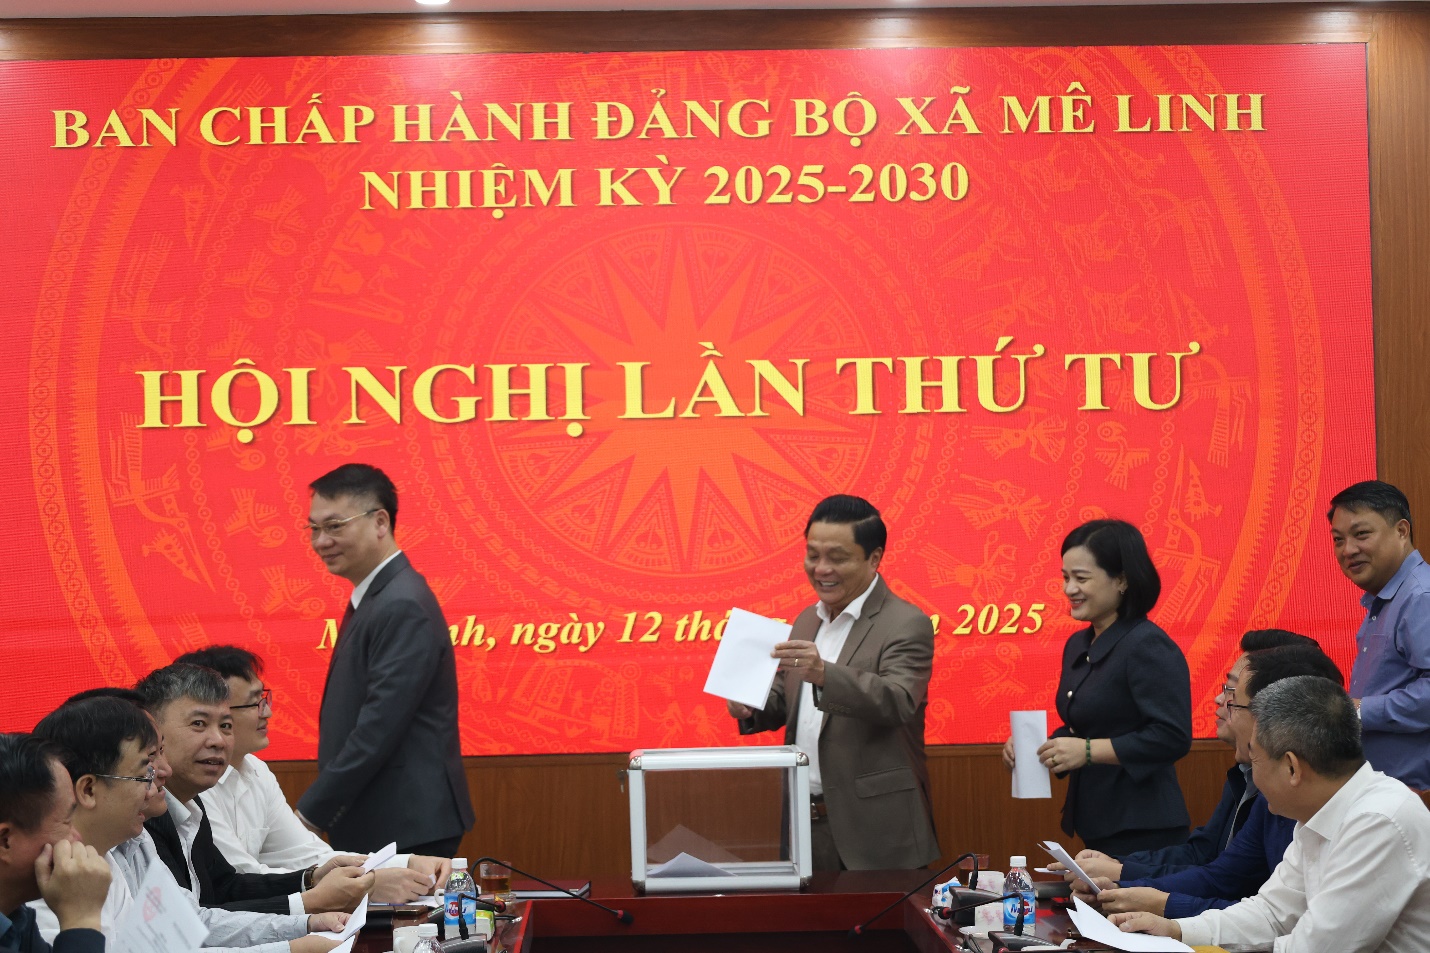 BAN CHẤP HÀNH ĐẢNG BỘ XÃ MÊ LINH
NHIỆM KỲ 2025-2030
HỘI NGHỊ LẦN THỨ TƯ
ngày 12 2025